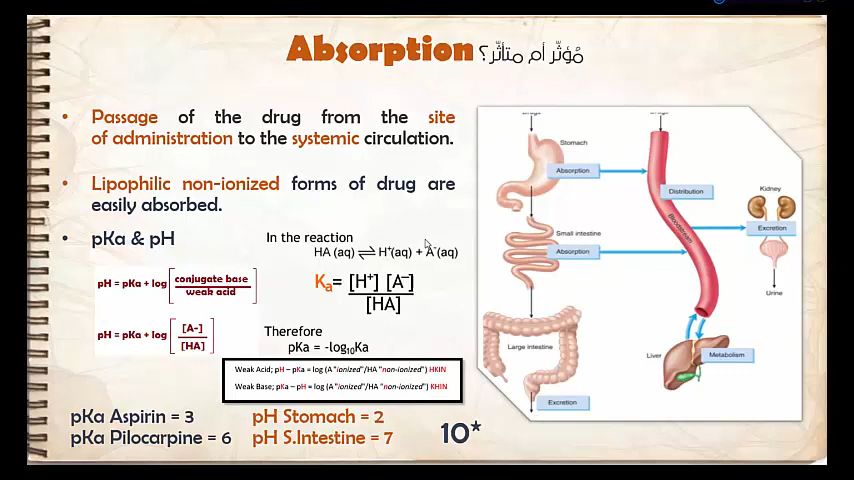 Absorption مُؤثّر أم متأثّر؟
• Passage of the drug from the site
of administration to the systemic circulation.
• Lipophilic non-ionized forms of drug are
easily absorbed.
• pKa & pH
pH = pKa + log [conjugate base / weak acid]
pH = pKa + log [[A-] / [HA]]
In the reaction
HA (aq) ⇌ H⁺(aq) + A⁻(aq)
Ka= [H⁺] [A⁻] / [HA]
Therefore
pKa = -log₁₀Ka
Weak Acid; pH – pKa = log (A⁻"ionized"/HA "non-ionized") HKIN
Weak Base; pKa – pH = log (A⁻"ionized"/HA "non-ionized") KHIN
pKa Aspirin = 3
pKa Pilocarpine = 6
pH Stomach = 2
pH S.Intestine = 7
10*
Stomach
Absorption
Small intestine
Absorption
Large intestine
Excretion
Distribution
Bloodstream
Kidney
Excretion
Urine
Liver
Metabolism